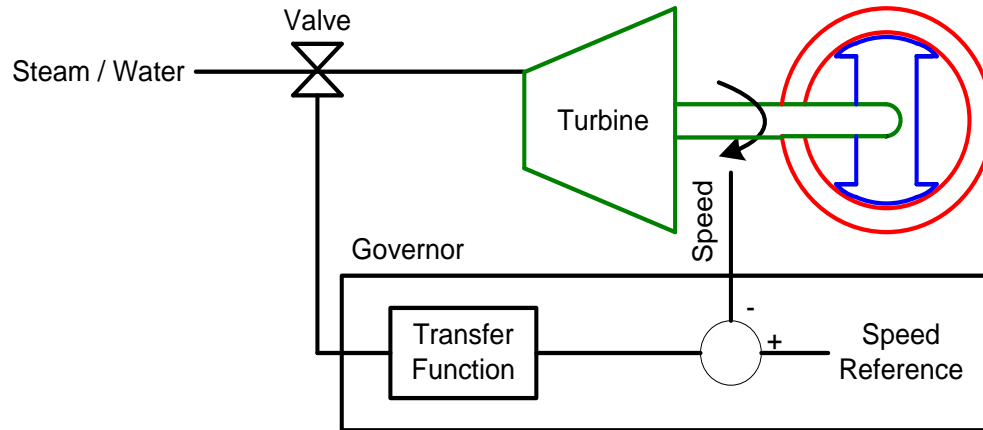 Valve
Steam / Water
Turbine
Speed
Governor
-
+
Transfer
Function
Speed
Reference